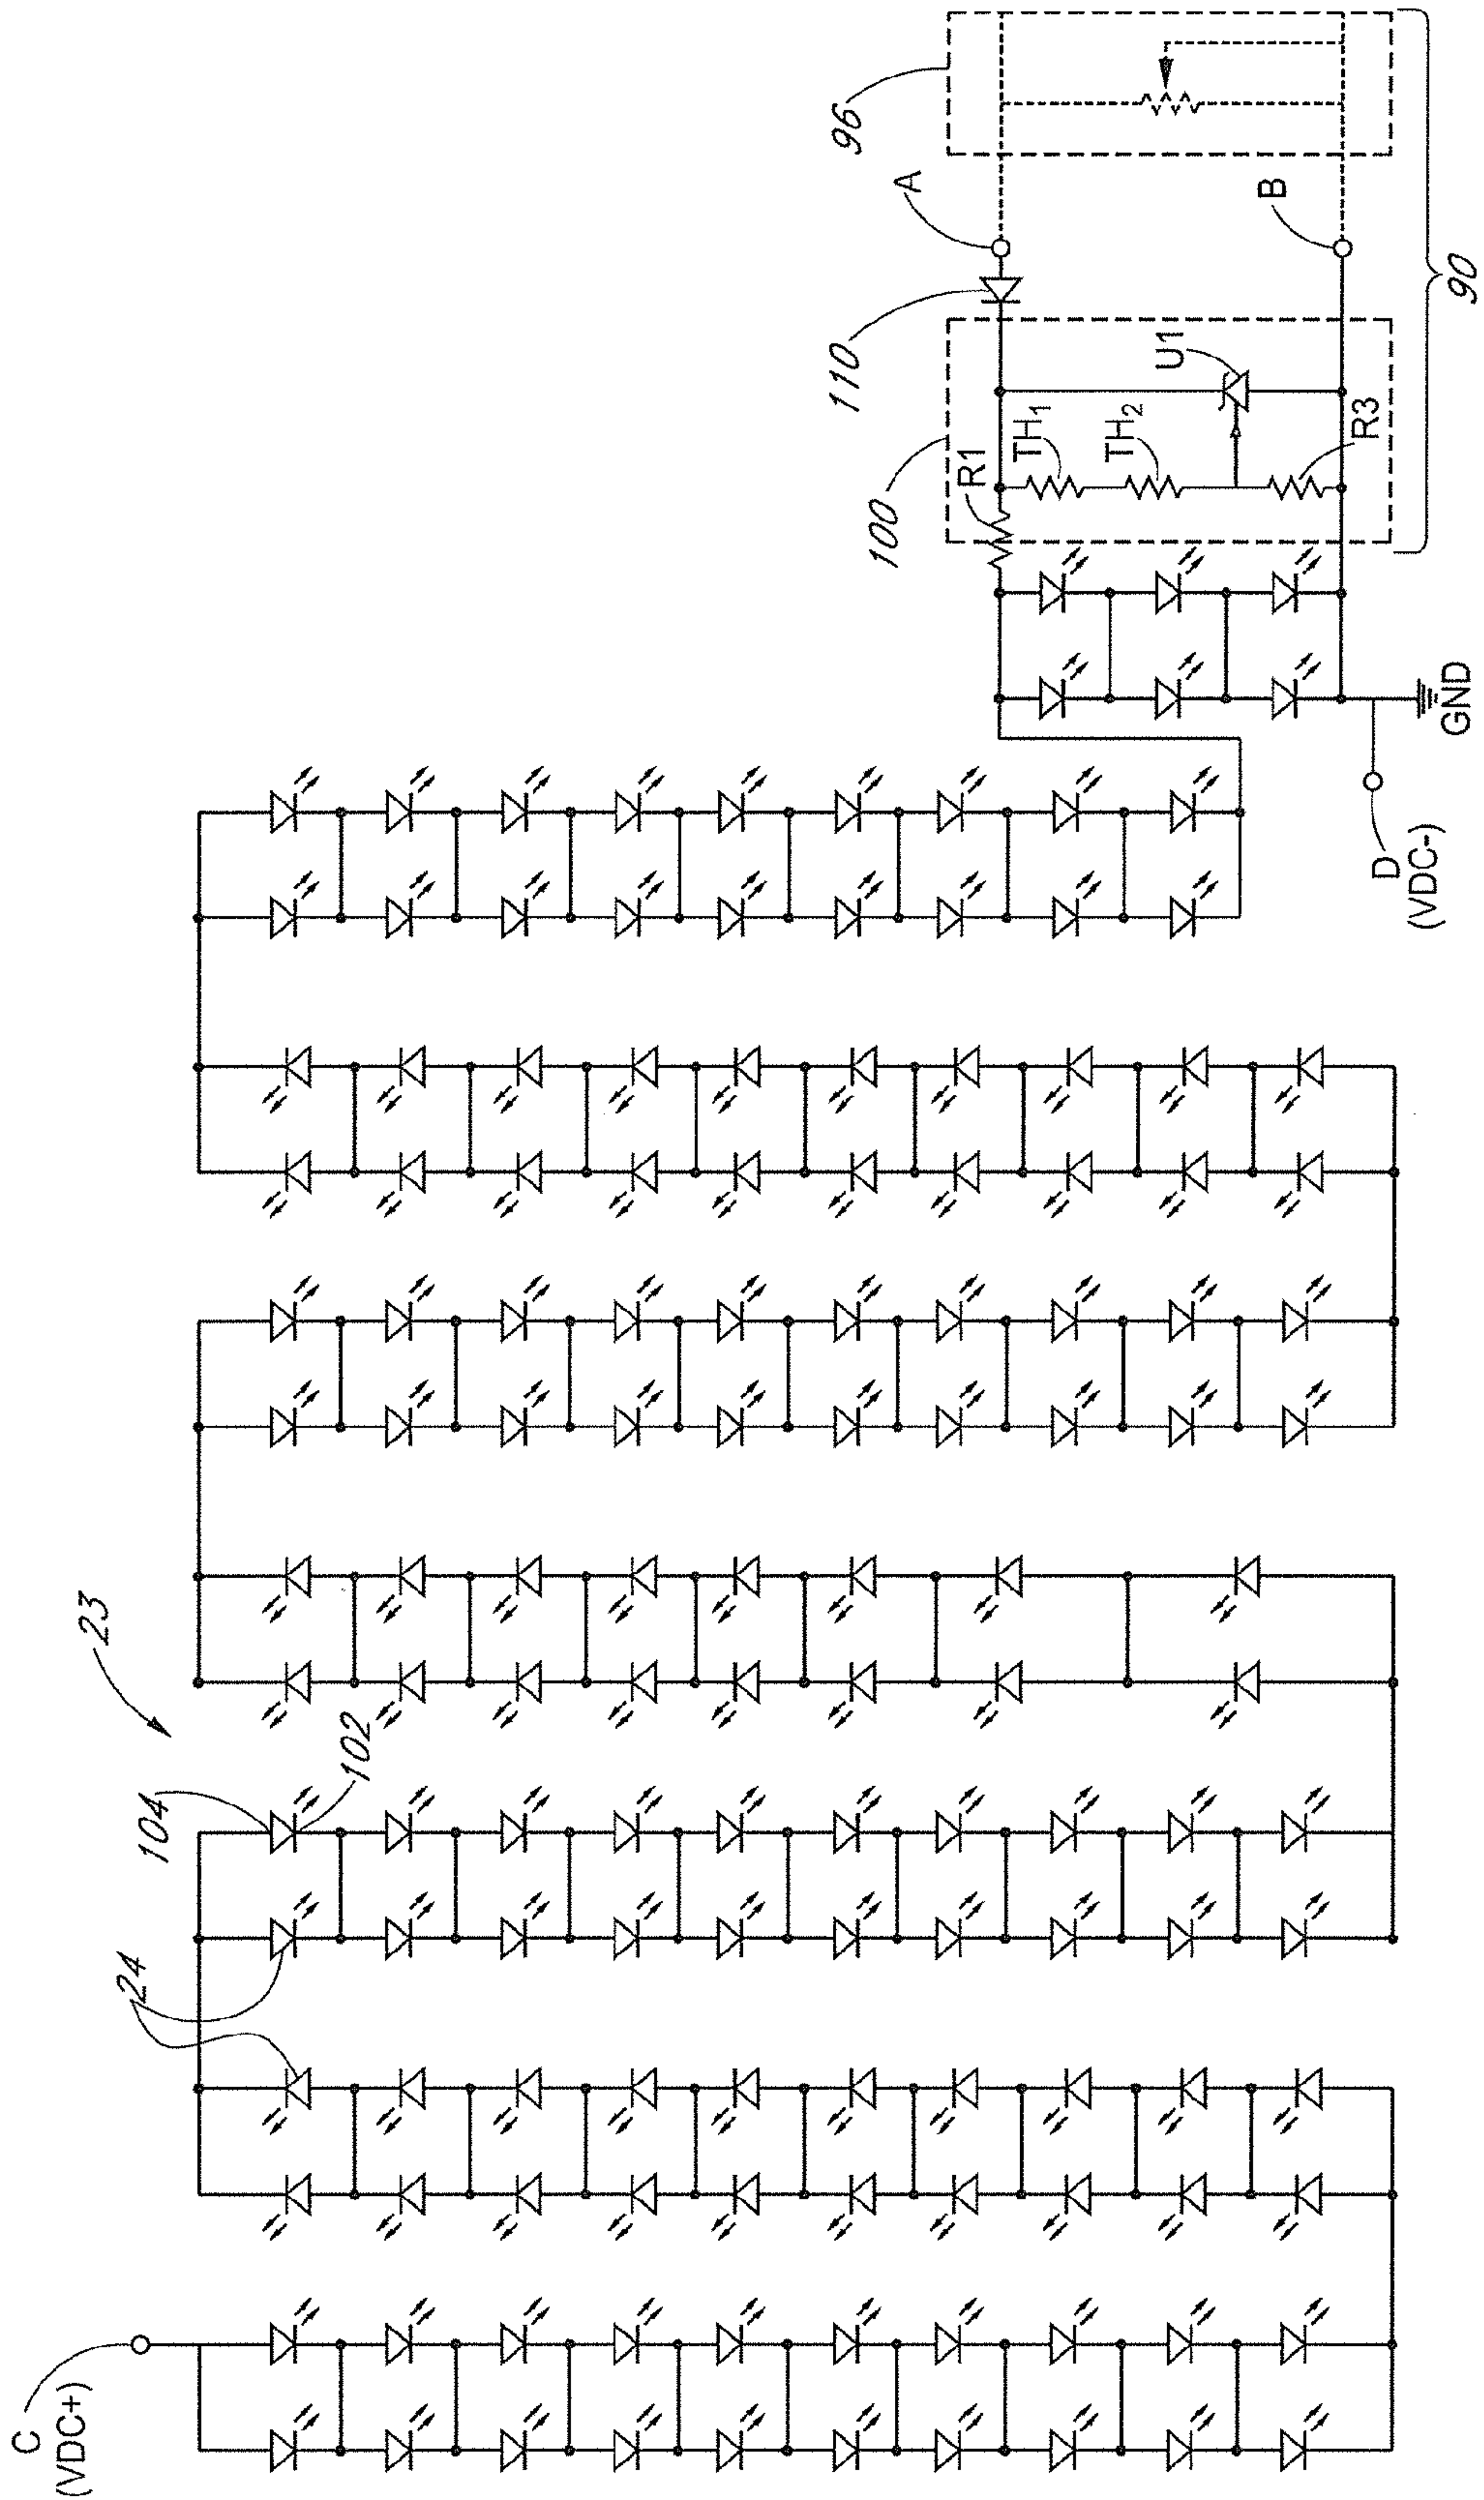 C
(VDC+)
24
104
102
23
D
(VDC-)
GND
100
R1
TH1
TH2
R3
U1
110
A
B
96
90